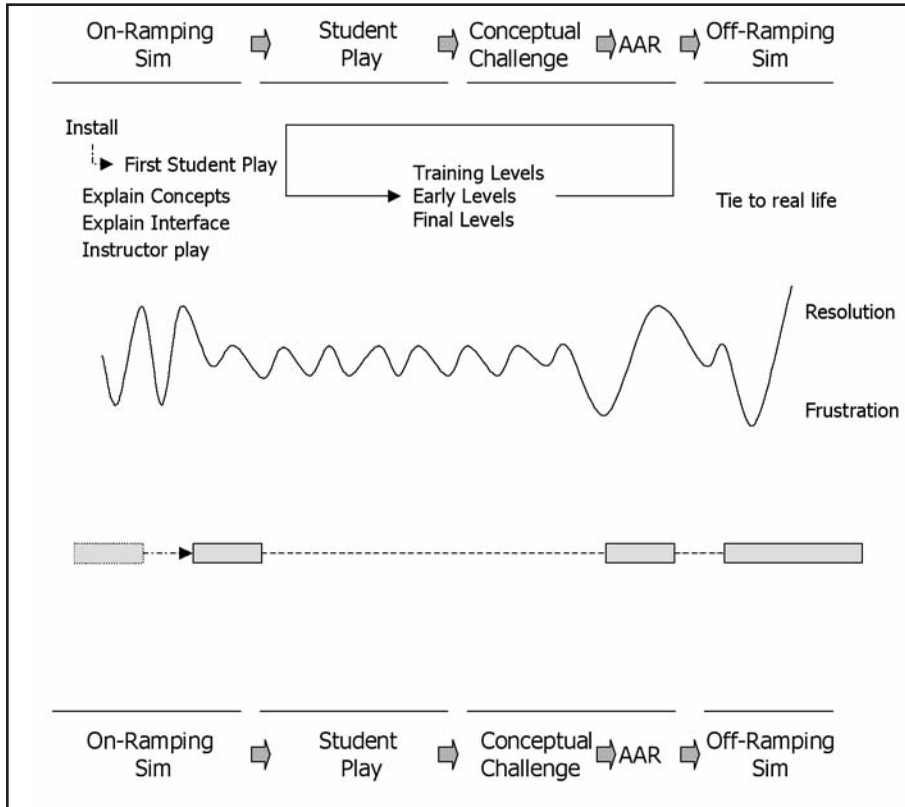 On-Ramping
Sim
Student
Play
Conceptual
Challenge
AAR
Off-Ramping
Sim
Install
First Student Play
Explain Concepts
Explain Interface
Instructor play
Training Levels
Early Levels
Final Levels
Tie to real life
Resolution
Frustration
On-Ramping
Sim
Student
Play
Conceptual
Challenge
AAR
Off-Ramping
Sim